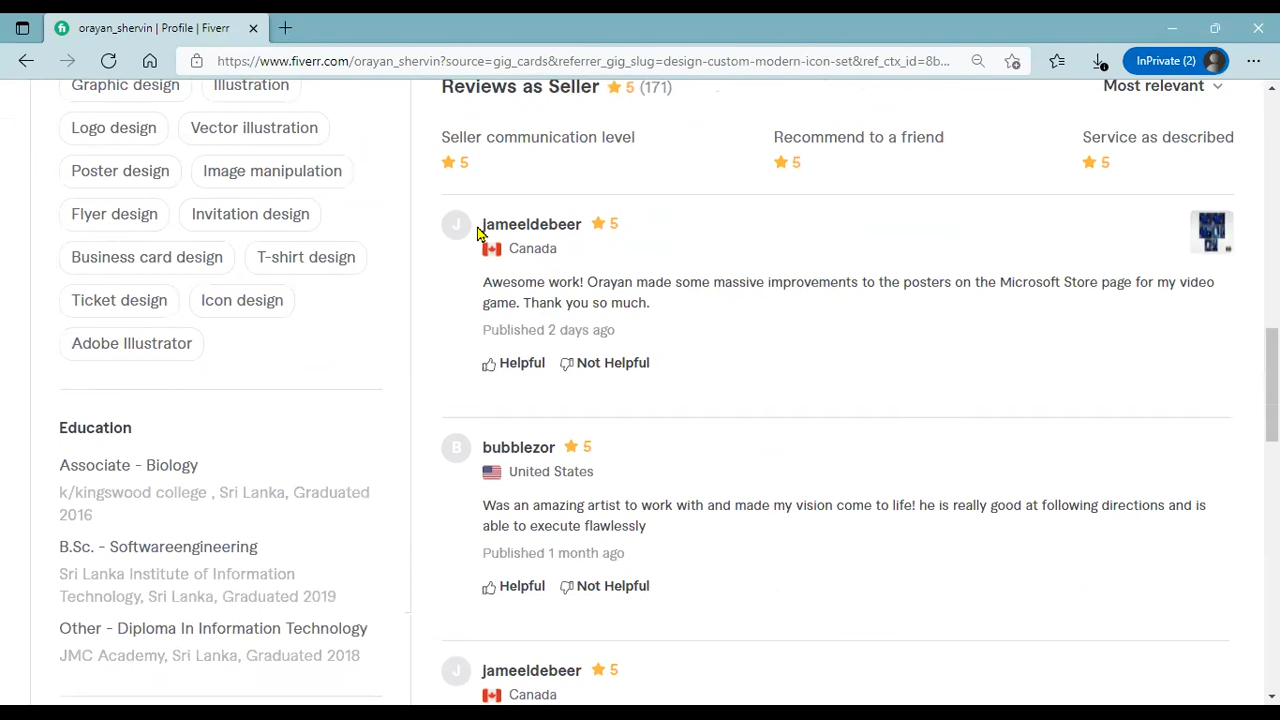 orayan_shervin | Profile | Fiverr
https://www.fiverr.com/orayan_shervin?source=gig_cards&referrer_gig_slug=design-custom-modern-icon-set&ref_ctx_id=8b...
InPrivate (2)
Graphic design
Illustration
Logo design
Vector illustration
Poster design
Image manipulation
Flyer design
Invitation design
Business card design
T-shirt design
Ticket design
Icon design
Adobe Illustrator
Education
Associate - Biology
k/kingswood college , Sri Lanka, Graduated
2016
B.Sc. - Softwareengineering
Sri Lanka Institute of Information
Technology, Sri Lanka, Graduated 2019
Other - Diploma In Information Technology
JMC Academy, Sri Lanka, Graduated 2018
Reviews as Seller 5 (171)
Most relevant
Seller communication level
5
Recommend to a friend
5
Service as described
5
J
jameeldebeer 5
Canada
Awesome work! Orayan made some massive improvements to the posters on the Microsoft Store page for my video
game. Thank you so much.
Published 2 days ago
Helpful Not Helpful
B
bubblezor 5
United States
Was an amazing artist to work with and made my vision come to life! he is really good at following directions and is
able to execute flawlessly
Published 1 month ago
Helpful Not Helpful
J
jameeldebeer 5
Canada